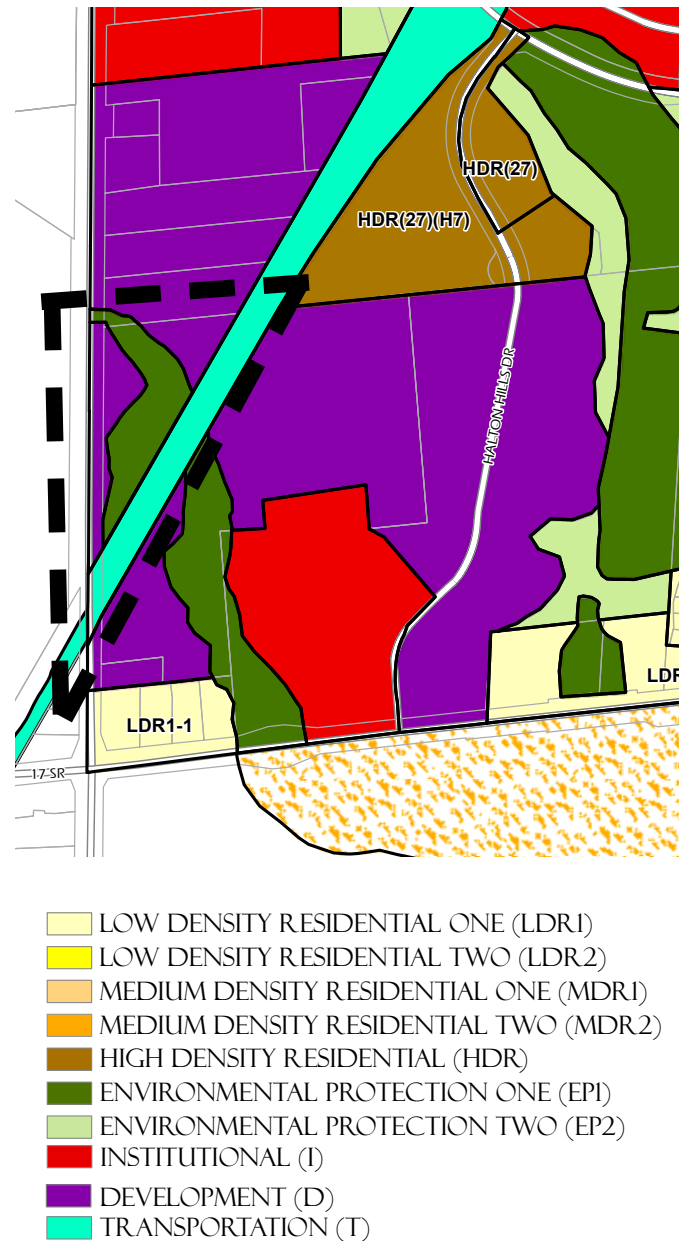 HDR(27)
HDR(27)(H7)
HALTON HILLS DR
LDR
LDR1-1
17 SR
LOW DENSITY RESIDENTIAL ONE (LDR1)
LOW DENSITY RESIDENTIAL TWO (LDR2)
MEDIUM DENSITY RESIDENTIAL ONE (MDR1)
MEDIUM DENSITY RESIDENTIAL TWO (MDR2)
HIGH DENSITY RESIDENTIAL (HDR)
ENVIRONMENTAL PROTECTION ONE (EP1)
ENVIRONMENTAL PROTECTION TWO (EP2)
INSTITUTIONAL (I)
DEVELOPMENT (D)
TRANSPORTATION (T)